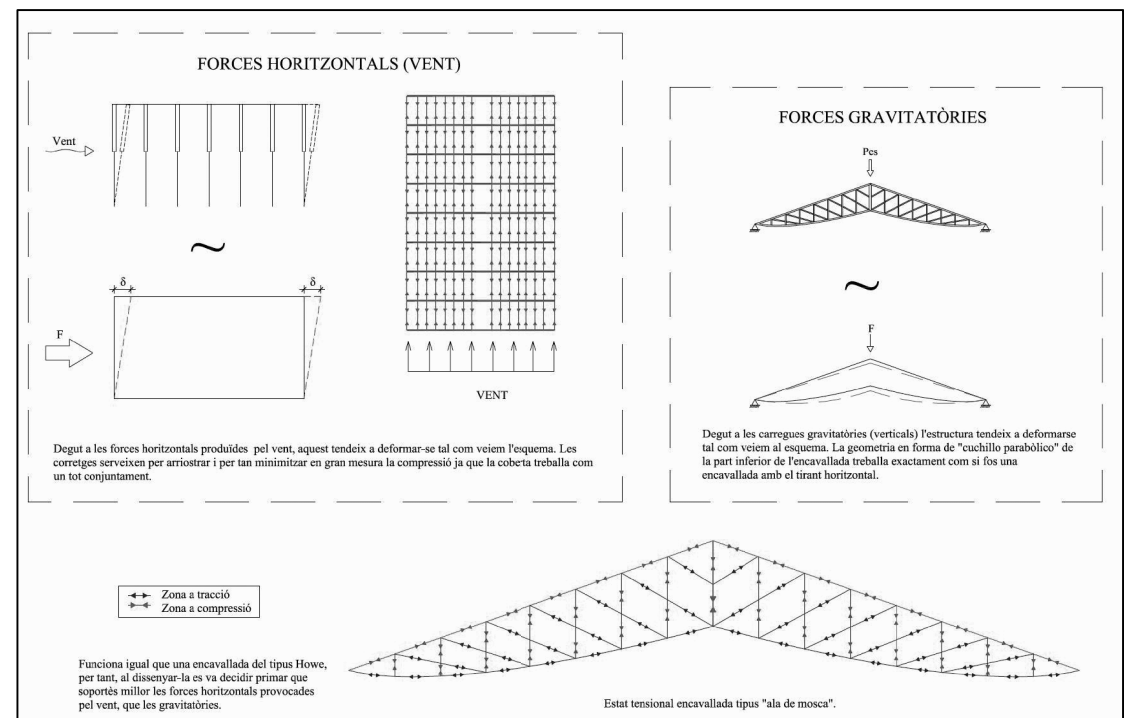 FORCES HORITZONTALS (VENT)
Vent
δ
δ
F
VENT
Degut a les forces horitzontals produïdes pel vent, aquest tendeix a deformar-se tal com veiem l'esquema. Les
corretges serveixen per arriostrar i per tan minimitzar en gran mesura la compressió ja que la coberta treballa com
un tot conjuntament.
FORCES GRAVITATÒRIES
Pes
F
Degut a les carregues gravitatòries (verticals) l'estructura tendeix a deformarse
tal com veiem al esquema. La geometria en forma de "cuchillo parabòlico" de
la part inferior de l'encavallada treballa exactament com si fos una
encavallada amb el tirant horitzontal.
Zona a tracció
Zona a compressió
Funciona igual que una encavallada del tipus Howe,
per tant, al dissenyar-la es va decidir primar que
soportés millor les forces horitzontals provocades
pel vent, que les gravitatòries.
Estat tensional encavallada tipus "ala de mosca".